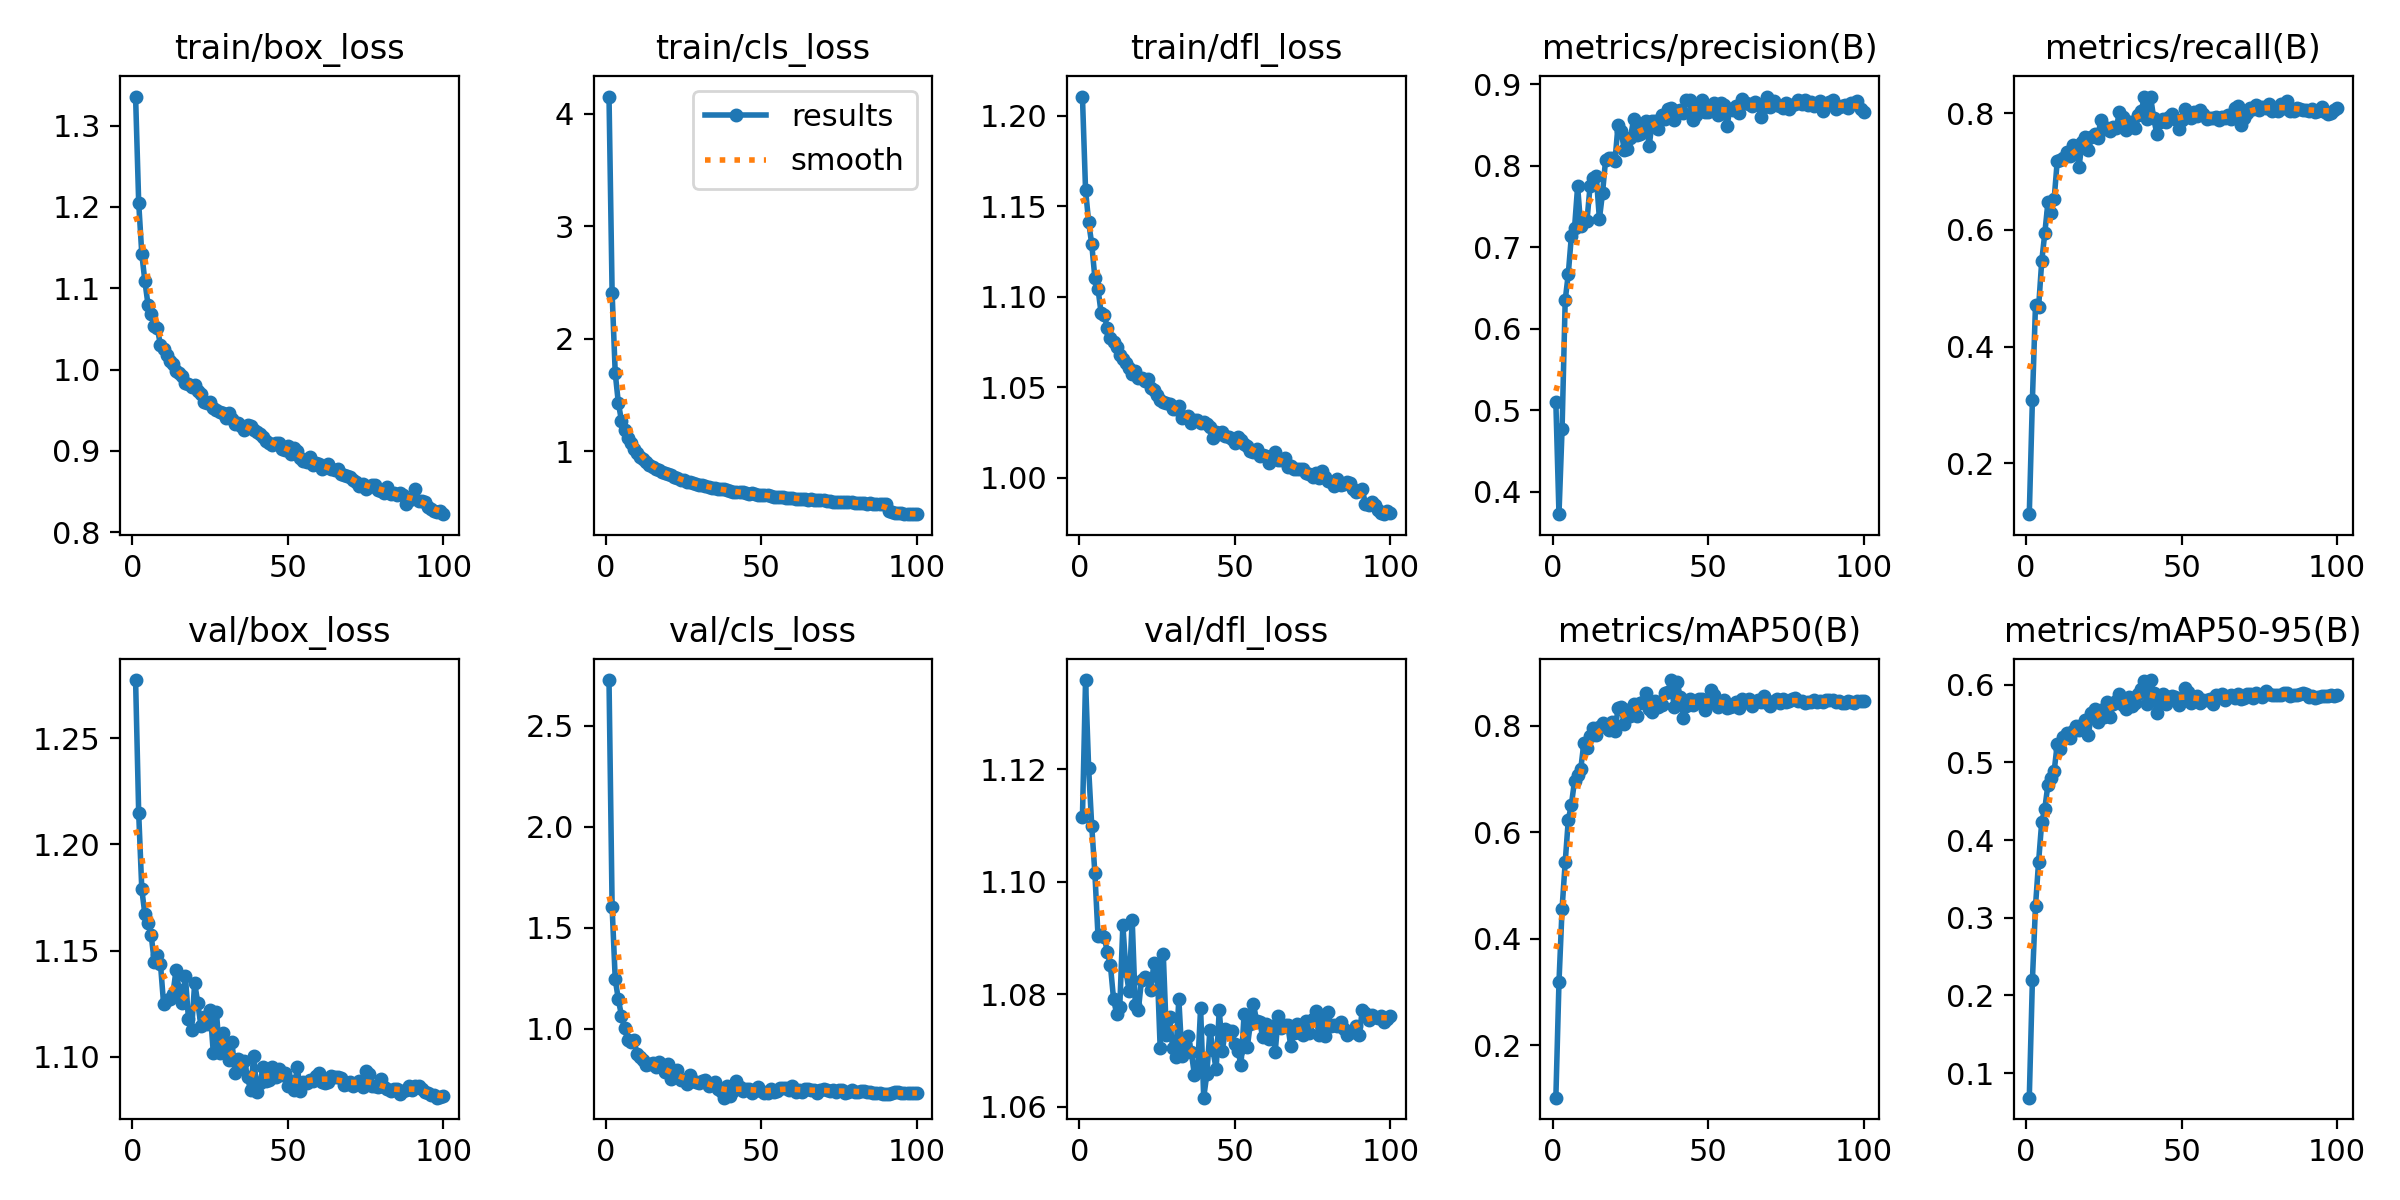 train/box_loss
1.3
1.2
1.1
1.0
0.9
0.8
0 50 100
train/cls_loss
results
smooth
4
3
2
1
0 50 100
train/dfl_loss
1.20
1.15
1.10
1.05
1.00
0 50 100
metrics/precision(B)
0.9
0.8
0.7
0.6
0.5
0.4
0 50 100
metrics/recall(B)
0.8
0.6
0.4
0.2
0 50 100
val/box_loss
1.25
1.20
1.15
1.10
0 50 100
val/cls_loss
2.5
2.0
1.5
1.0
0 50 100
val/dfl_loss
1.12
1.10
1.08
1.06
0 50 100
metrics/mAP50(B)
0.8
0.6
0.4
0.2
0 50 100
metrics/mAP50-95(B)
0.6
0.5
0.4
0.3
0.2
0.1
0 50 100